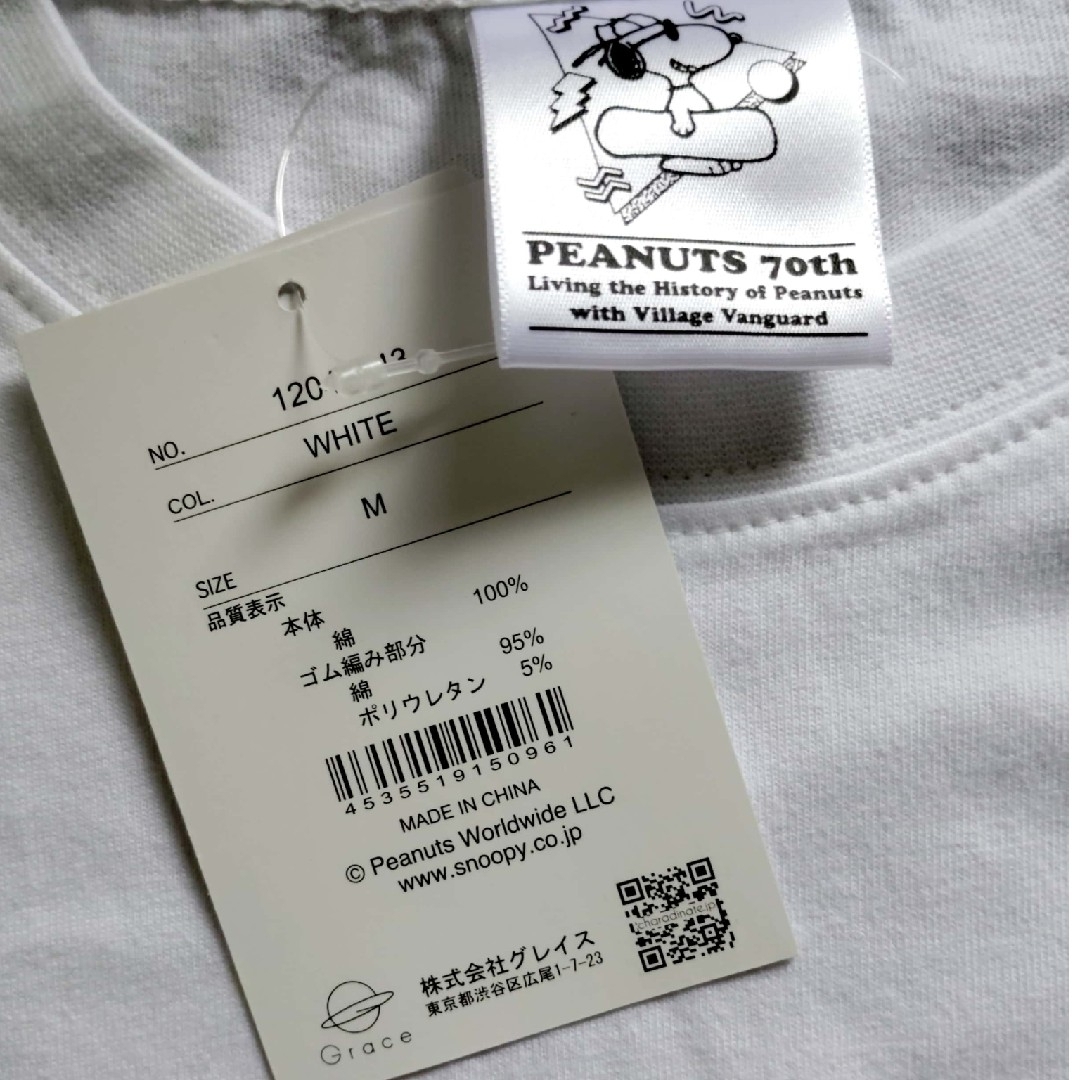 PEANUTS 70th
Living the History of Peanuts
with Village Vanguard
NO.
COL. WHITE
SIZE M
品質表示
本体 100%
綿
ゴム編み部分 95%
綿 5%
ポリウレタン
4535519150961
MADE IN CHINA
© Peanuts Worldwide LLC
www.snoopy.co.jp
charadinate.jp
株式会社グレイス
東京都渋谷区広尾1-7-23
Grace